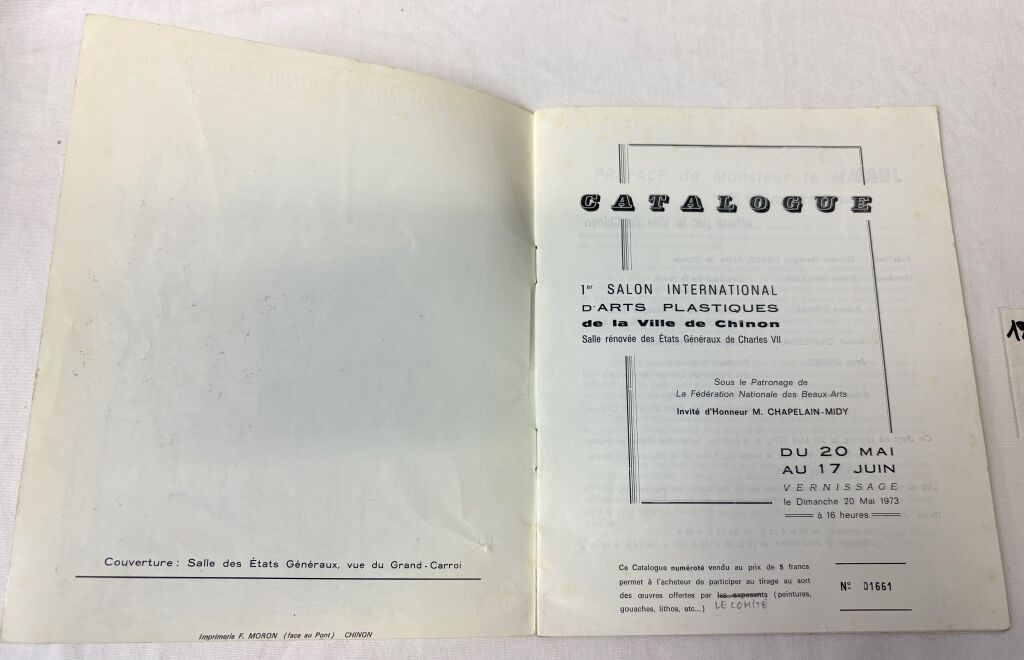 Couverture : Salle des États Généraux, vue du Grand-Carroi
Imprimerie F. MORON (face au Pont) CHINON
CATALOGUE
1er SALON INTERNATIONAL
D'ARTS PLASTIQUES
de la Ville de Chinon
Salle rénovée des États Généraux de Charles VII
Sous le Patronage de
La Fédération Nationale des Beaux-Arts
Invité d'Honneur M. CHAPELAIN-MIDY
DU 20 MAI
AU 17 JUIN
VERNISSAGE
le Dimanche 20 Mai 1973
à 16 heures
Ce Catalogue numéroté vendu au prix de 5 francs
permet à l'acheteur de participer au tirage au sort
des œuvres offertes par les exposants (peintures,
gouaches, lithos, etc...) LE COMITÉ
N° 01661